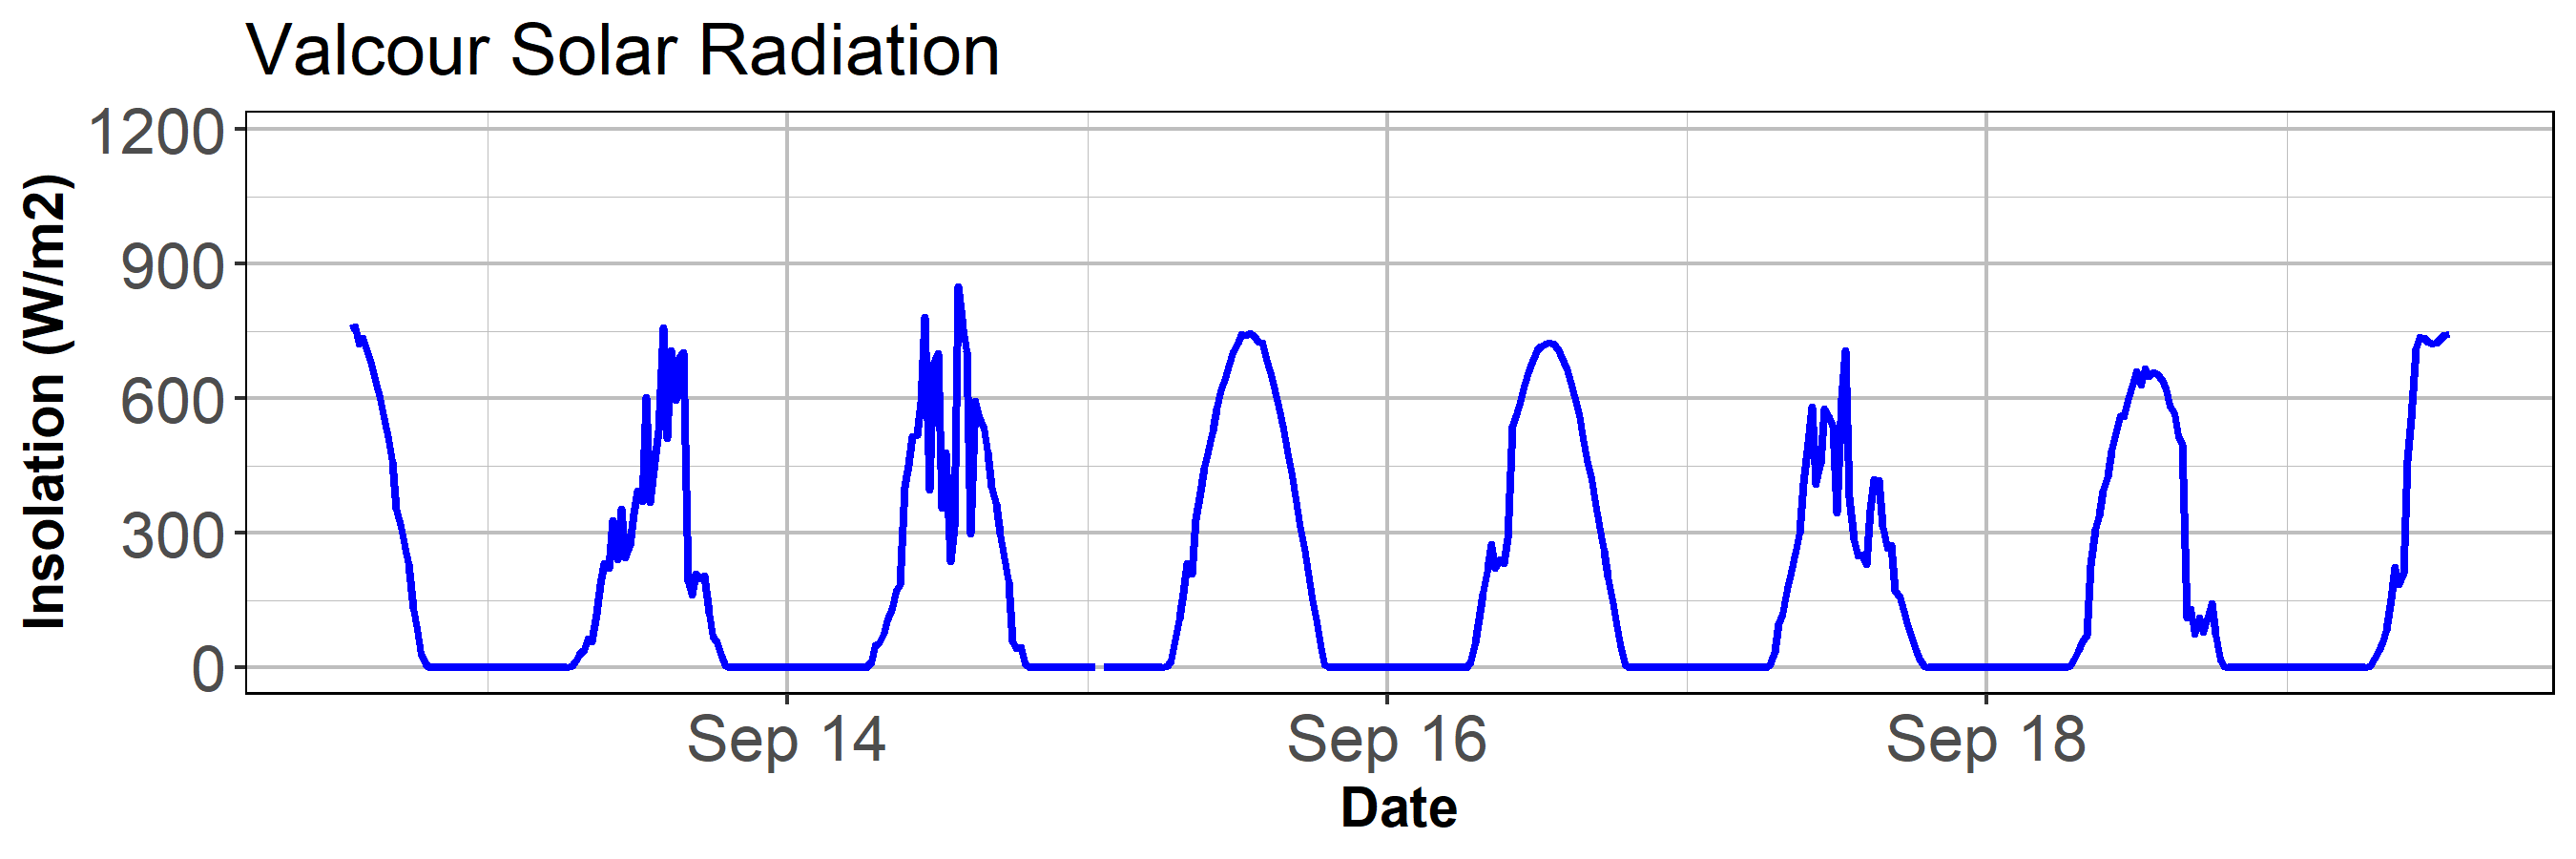 Valcour Solar Radiation
1200
900
600
300
0
Insolation (W/m2)
Sep 14
Sep 16
Sep 18
Date